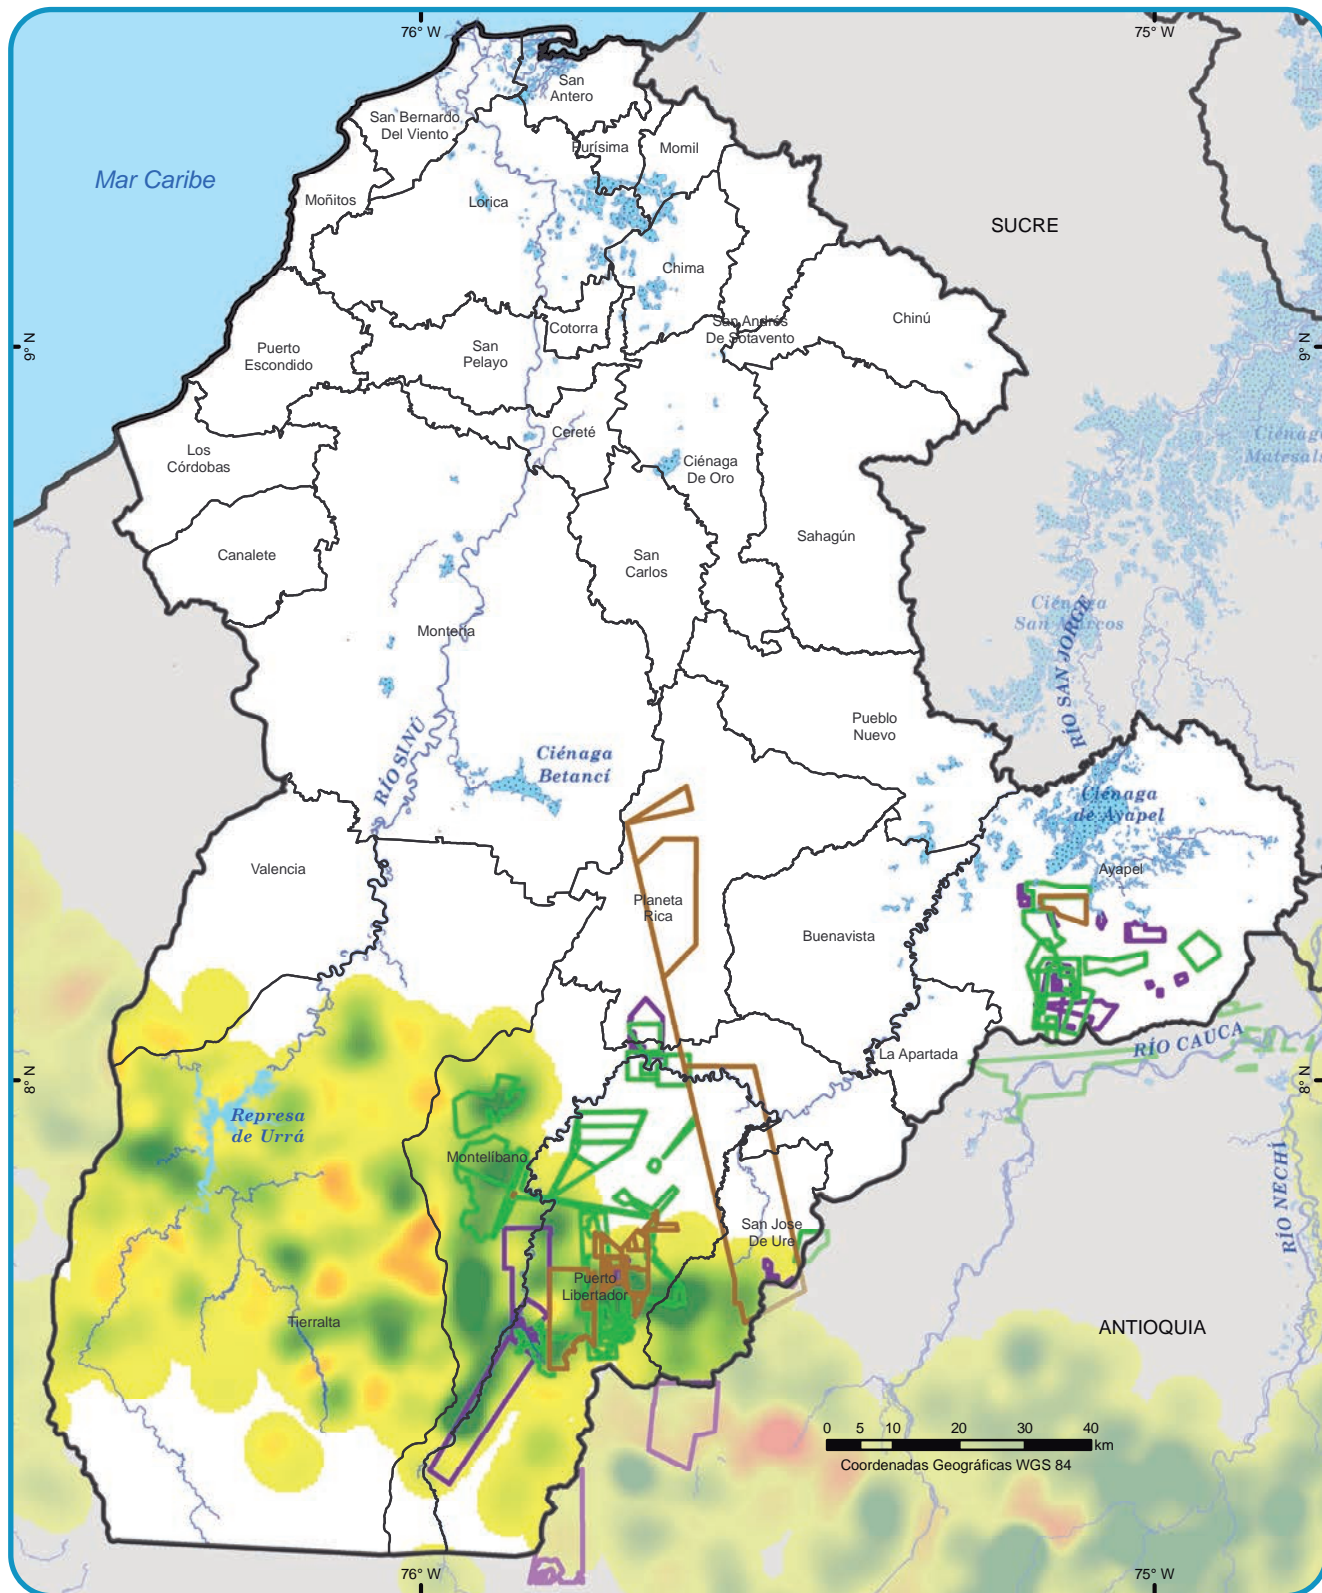 76° W
75° W
San
Antero
San Bernardo
Del Viento
Purísima
Momil
Mar Caribe
Moñitos
Lorica
SUCRE
Chima
Chinú
San Andrés
De Sotavento
Cotorra
9° N
9° N
Puerto
Escondido
San
Pelayo
Cereté
Los
Córdobas
Ciénaga
De Oro
Ciénaga
Canalete
San
Carlos
Sahagún
Ciénaga
San Marcos
RÍO SAN JORGE
Montería
Pueblo
Nuevo
RÍO SINÚ
Ciénaga
Betancí
Ciénaga
de Ayapel
Valencia
Ayapel
Planeta
Rica
Buenavista
RÍO CAUCA
La Apartada
8° N
8° N
Represa
de Urrá
Montelíbano
RÍO NECHÍ
San Jose
De Ure
Puerto
Libertador
Tierralta
ANTIOQUIA
0 5 10 20 30 40
km
Coordenadas Geográficas WGS 84
76° W
75° W